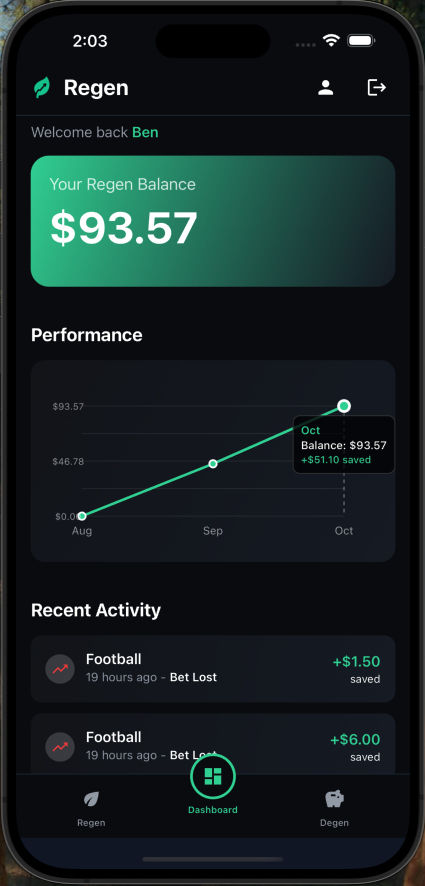 2:03
Regen
Welcome back Ben
Your Regen Balance
$93.57
Performance
$93.57
Oct
Balance: $93.57
+$51.10 saved
$46.78
$0.0
Aug
Sep
Oct
Recent Activity
Football
+$1.50
19 hours ago - Bet Lost
saved
Football
+$6.00
19 hours ago - Bet Lost
saved
Regen
Dashboard
Degen